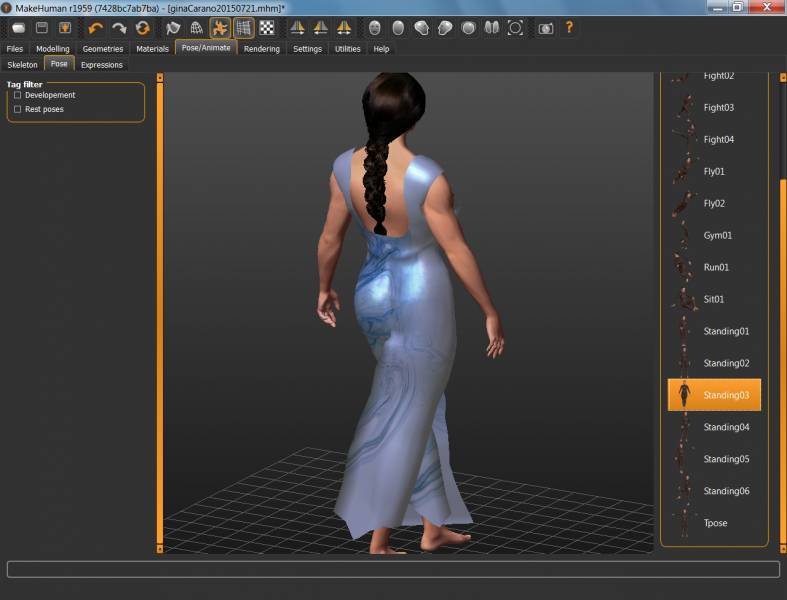 MakeHuman r1959 (7428bc7ab7ba) - [ginaCarano20150721.mhm]*
Files Modelling Geometries Materials Pose/Animate Rendering Settings Utilities Help
Skeleton Pose Expressions
Tag filter
Developement
Rest poses
Fight02
Fight03
Fight04
Fly01
Fly02
Gym01
Run01
Sit01
Standing01
Standing02
Standing03
Standing04
Standing05
Standing06
Tpose